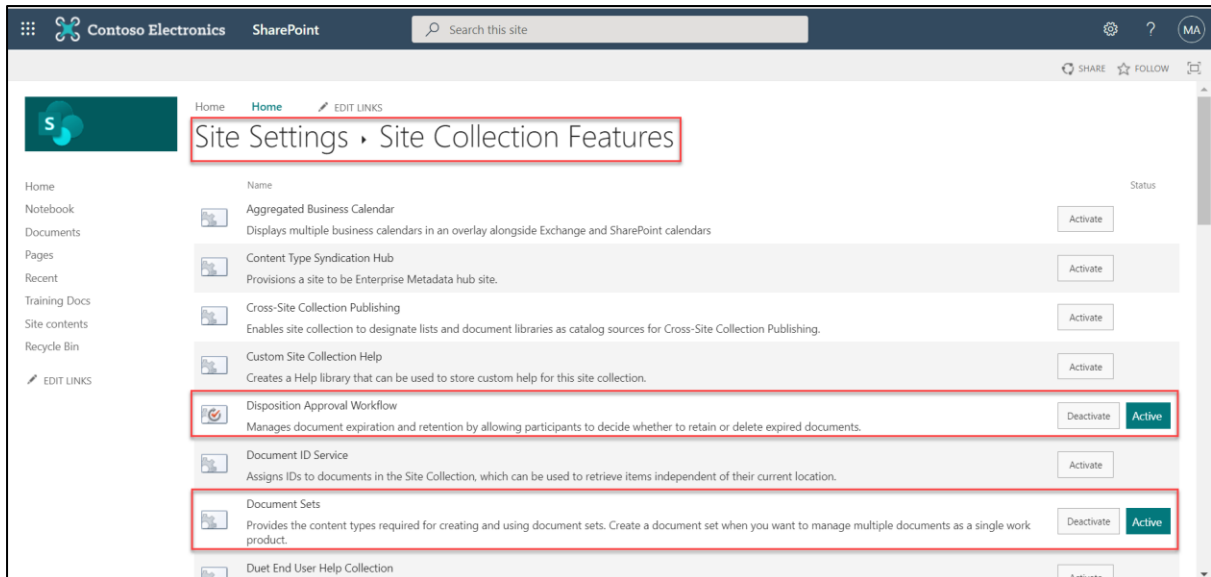 Contoso Electronics SharePoint Search this site ? MA
SHARE FOLLOW
S
Home Home EDIT LINKS
Site Settings › Site Collection Features
Home
Notebook
Documents
Pages
Recent
Training Docs
Site contents
Recycle Bin
EDIT LINKS
Name Status
Aggregated Business Calendar
Displays multiple business calendars in an overlay alongside Exchange and SharePoint calendars
Activate
Content Type Syndication Hub
Provisions a site to be Enterprise Metadata hub site.
Activate
Cross-Site Collection Publishing
Enables site collection to designate lists and document libraries as catalog sources for Cross-Site Collection Publishing.
Activate
Custom Site Collection Help
Creates a Help library that can be used to store custom help for this site collection.
Activate
Disposition Approval Workflow
Manages document expiration and retention by allowing participants to decide whether to retain or delete expired documents.
Deactivate Active
Document ID Service
Assigns IDs to documents in the Site Collection, which can be used to retrieve items independent of their current location.
Activate
Document Sets
Provides the content types required for creating and using document sets. Create a document set when you want to manage multiple documents as a single work
product.
Deactivate Active
Duet End User Help Collection
Activate